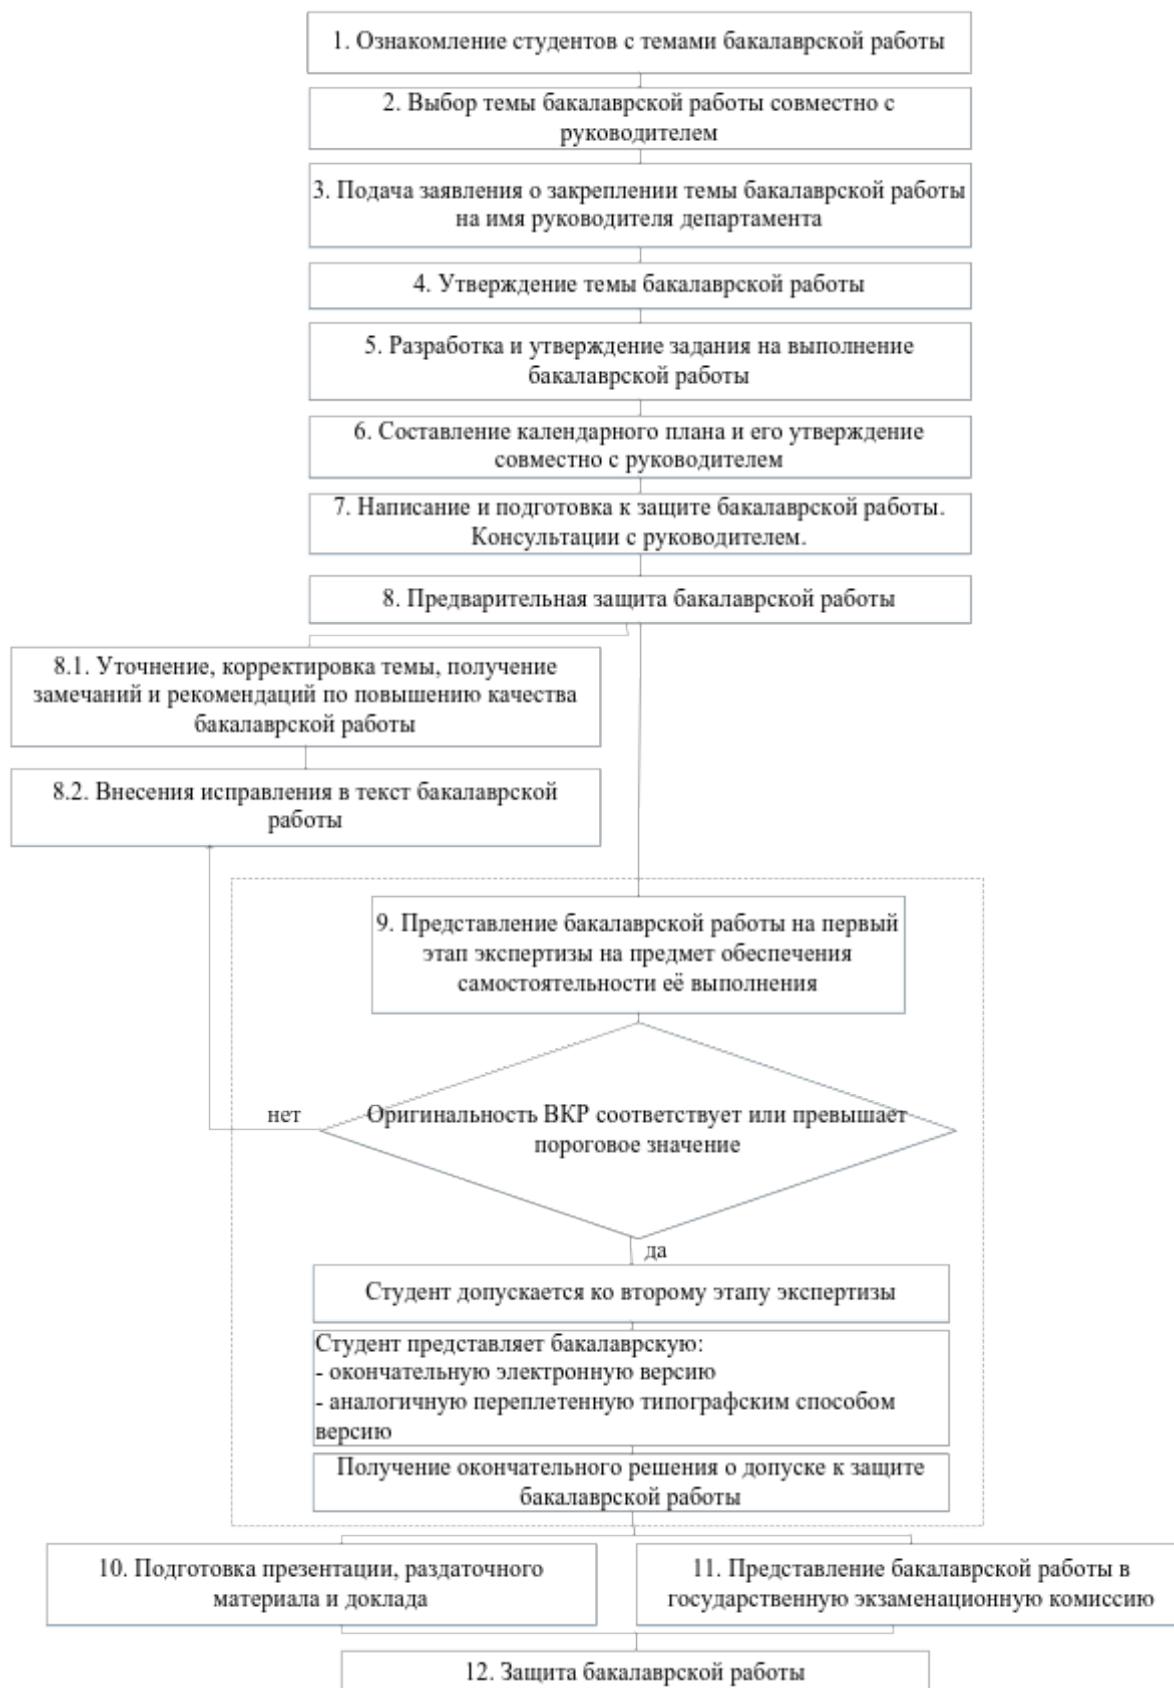 1. Ознакомление студентов с темами бакалаврской работы
2. Выбор темы бакалаврской работы совместно с
руководителем
3. Подача заявления о закреплении темы бакалаврской работы
на имя руководителя департамента
4. Утверждение темы бакалаврской работы
5. Разработка и утверждение задания на выполнение
бакалаврской работы
6. Составление календарного плана и его утверждение
совместно с руководителем
7. Написание и подготовка к защите бакалаврской работы.
Консультации с руководителем.
8. Предварительная защита бакалаврской работы
8.1. Уточнение, корректировка темы, получение
замечаний и рекомендаций по повышению качества
бакалаврской работы
8.2. Внесения исправления в текст бакалаврской
работы
9. Представление бакалаврской работы на первый
этап экспертизы на предмет обеспечения
самостоятельности её выполнения
нет
Оригинальность ВКР соответствует или превышает
пороговое значение
да
Студент допускается ко второму этапу экспертизы
Студент представляет бакалаврскую:
- окончательную электронную версию
- аналогичную переплетенную типографским способом
версию
Получение окончательного решения о допуске к защите
бакалаврской работы
10. Подготовка презентации, раздаточного
материала и доклада
11. Представление бакалаврской работы в
государственную экзаменационную комиссию
12. Защита бакалаврской работы